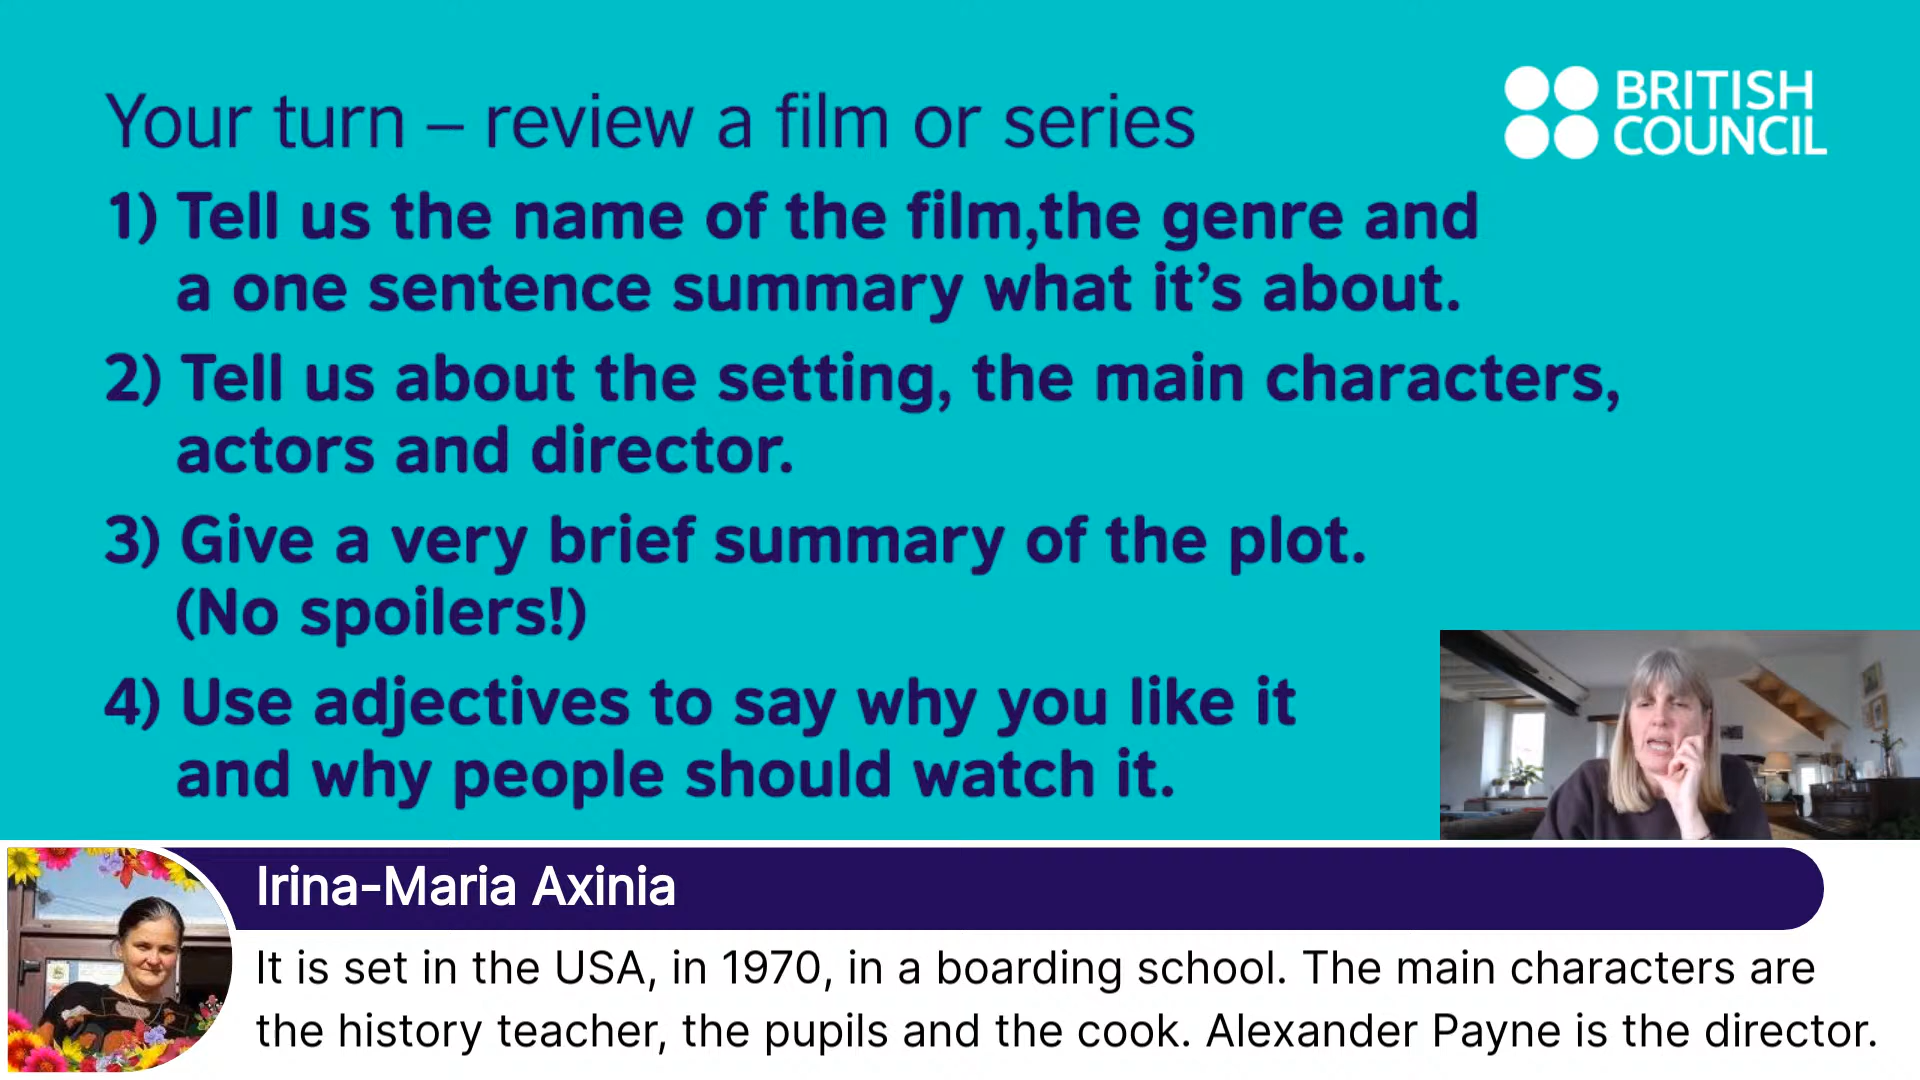 Your turn – review a film or series
BRITISH
COUNCIL
1) Tell us the name of the film,the genre and
a one sentence summary what it’s about.
2) Tell us about the setting, the main characters,
actors and director.
3) Give a very brief summary of the plot.
(No spoilers!)
4) Use adjectives to say why you like it
and why people should watch it.
Irina-Maria Axinia
It is set in the USA, in 1970, in a boarding school. The main characters are
the history teacher, the pupils and the cook. Alexander Payne is the director.